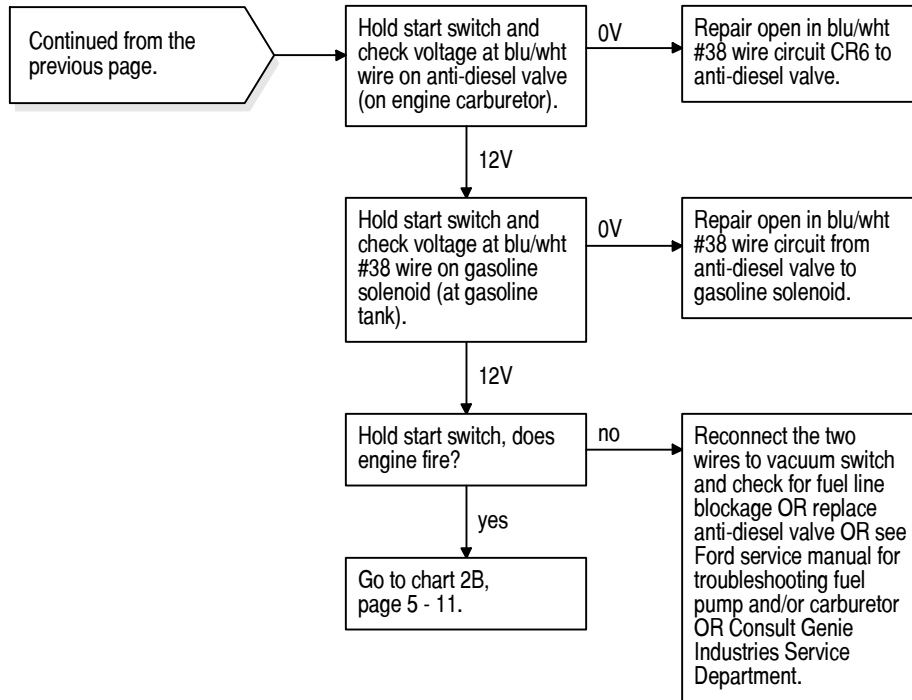 Continued from the
previous page.
Hold start switch and
check voltage at blu/wht
wire on anti-diesel valve
(on engine carburetor).
0V
Repair open in blu/wht
#38 wire circuit CR6 to
anti-diesel valve.
12V
Hold start switch and
check voltage at blu/wht
#38 wire on gasoline
solenoid (at gasoline
tank).
0V
Repair open in blu/wht
#38 wire circuit from
anti-diesel valve to
gasoline solenoid.
12V
Hold start switch, does
engine fire?
no
Reconnect the two
wires to vacuum switch
and check for fuel line
blockage OR replace
anti-diesel valve OR see
Ford service manual for
troubleshooting fuel
pump and/or carburetor
OR Consult Genie
Industries Service
Department.
yes
Go to chart 2B,
page 5 - 11.